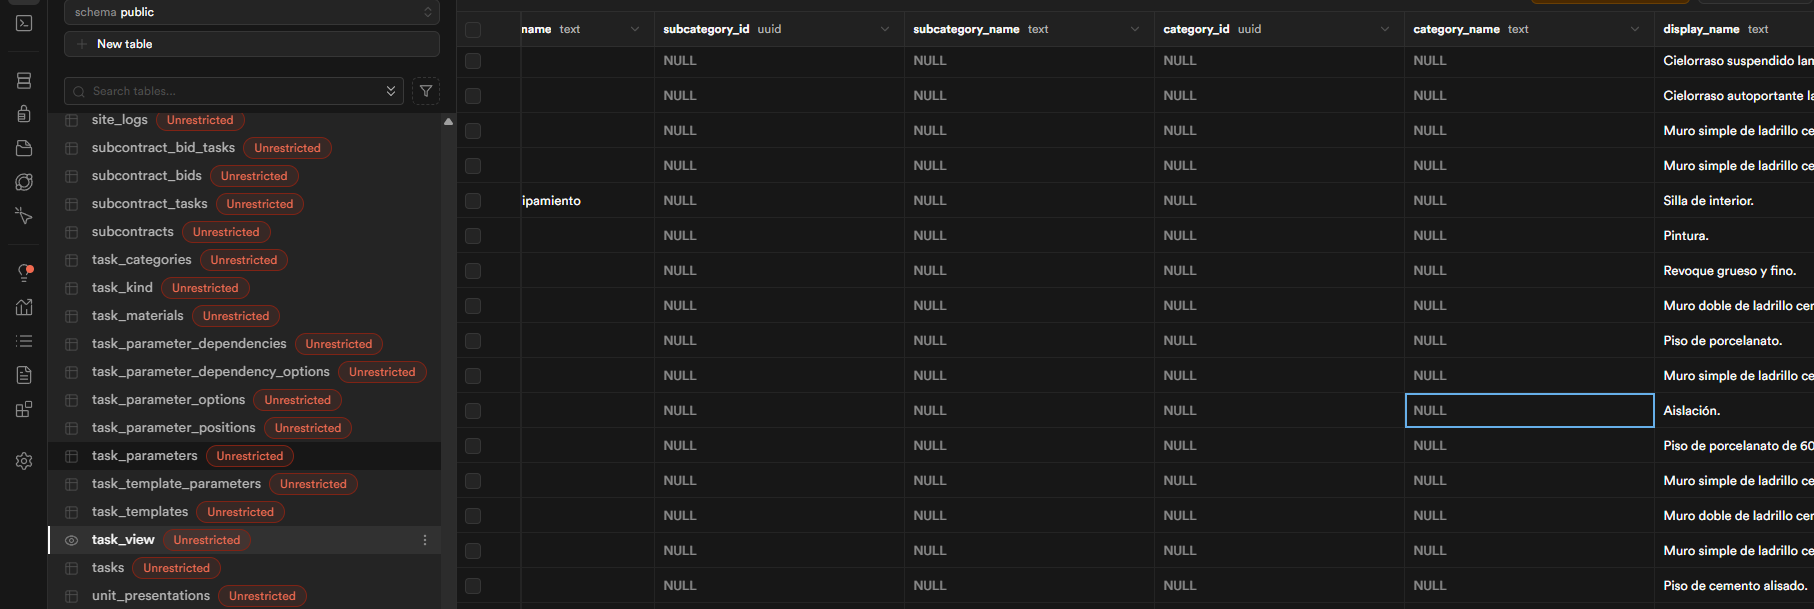 schema public
New table
Search tables...
site_logs Unrestricted
subcontract_bid_tasks Unrestricted
subcontract_bids Unrestricted
subcontract_tasks Unrestricted
subcontracts Unrestricted
task_categories Unrestricted
task_kind Unrestricted
task_materials Unrestricted
task_parameter_dependencies Unrestricted
task_parameter_dependency_options Unrestricted
task_parameter_options Unrestricted
task_parameter_positions Unrestricted
task_parameters Unrestricted
task_template_parameters Unrestricted
task_templates Unrestricted
task_view Unrestricted
tasks Unrestricted
unit_presentations Unrestricted
name text subcategory_id uuid subcategory_name text category_id uuid category_name text display_name text
NULL NULL NULL NULL Cielorraso suspendido
NULL NULL NULL NULL Cielorraso autoportante
NULL NULL NULL NULL Muro simple de ladrillo ce
NULL NULL NULL NULL Muro simple de ladrillo ce
ipamiento NULL NULL NULL NULL Silla de interior.
NULL NULL NULL NULL Pintura.
NULL NULL NULL NULL Revoque grueso y fino.
NULL NULL NULL NULL Muro doble de ladrillo cer
NULL NULL NULL NULL Piso de porcelanato.
NULL NULL NULL NULL Muro simple de ladrillo ce
NULL NULL NULL NULL Aislación.
NULL NULL NULL NULL Piso de porcelanato de 60
NULL NULL NULL NULL Muro simple de ladrillo ce
NULL NULL NULL NULL Muro doble de ladrillo cer
NULL NULL NULL NULL Muro simple de ladrillo ce
NULL NULL NULL NULL Piso de cemento alisado.